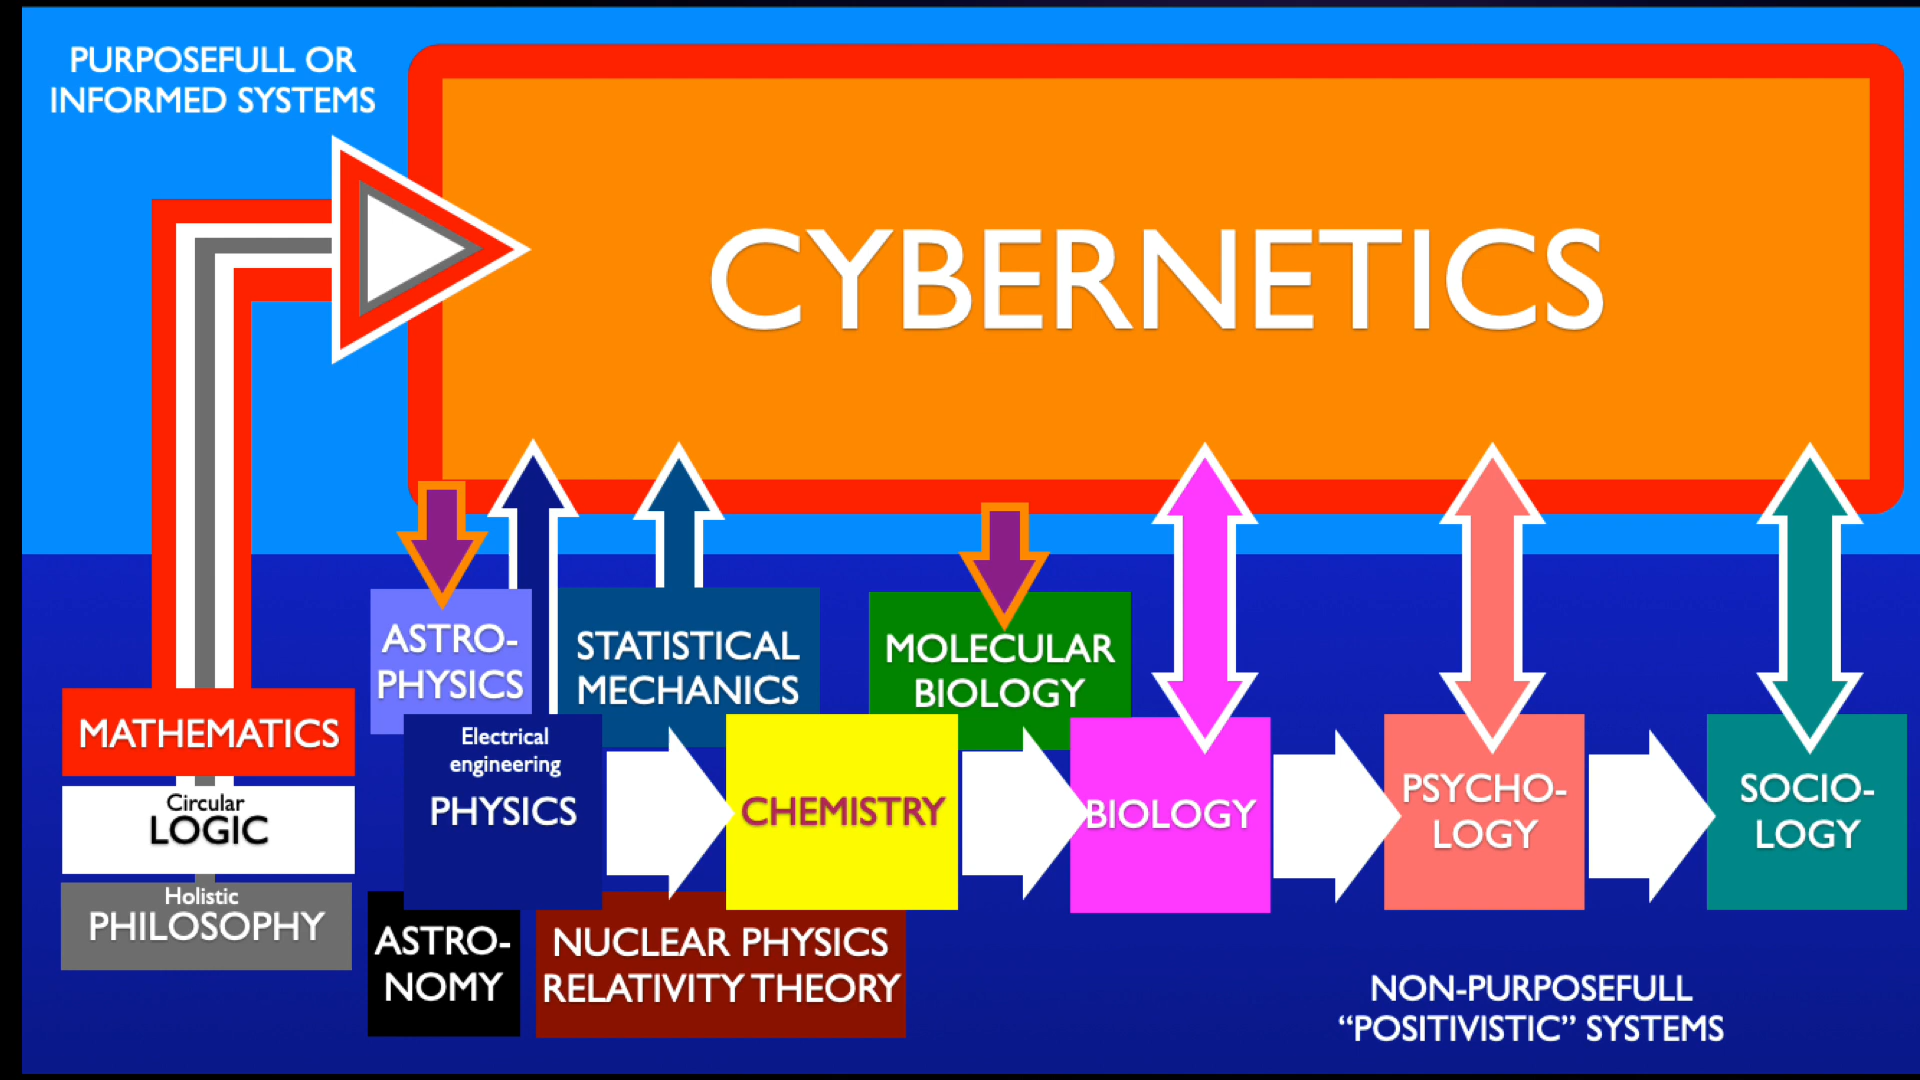 PURPOSEFULL OR
INFORMED SYSTEMS
CYBERNETICS
ASTRO-
PHYSICS
STATISTICAL
MECHANICS
MOLECULAR
BIOLOGY
MATHEMATICS
Circular
LOGIC
Holistic
PHILOSOPHY
Electrical
engineering
PHYSICS
CHEMISTRY
BIOLOGY
PSYCHO-
LOGY
SOCIO-
LOGY
ASTRO-
NOMY
NUCLEAR PHYSICS
RELATIVITY THEORY
NON-PURPOSEFULL
“POSITIVISTIC” SYSTEMS